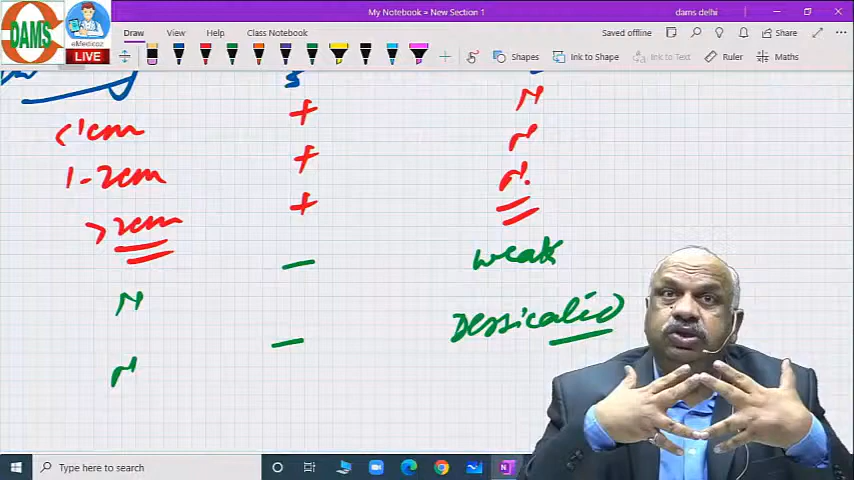 DAMS
eMedicoz
LIVE
My Notebook - New Section 1
dams delhi
Draw View Help Class Notebook
Saved offline
Share
Shapes Ink to Shape Ink to Text Ruler Maths
<1cm + N
1-2cm + N
>2cm + N
N — weak
N — Dessicatio
Type here to search